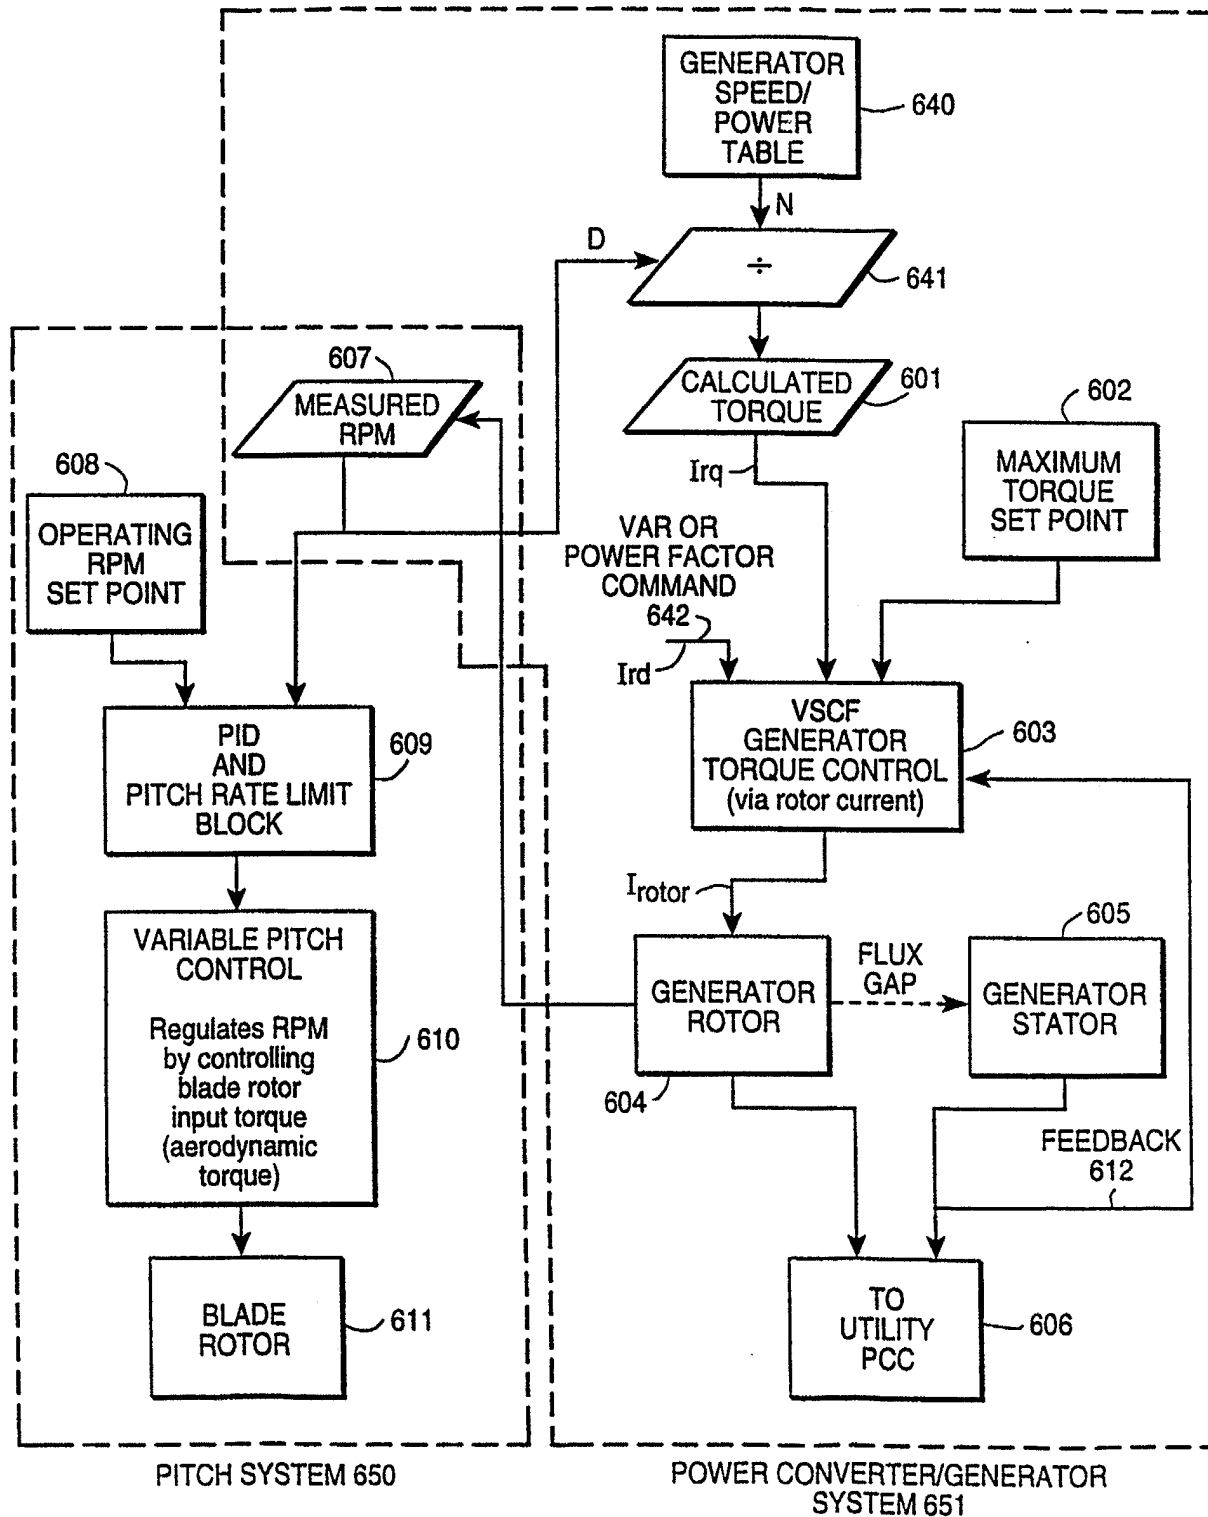 GENERATOR
SPEED/
POWER
TABLE
640
N
D
÷
641
607
MEASURED
RPM
CALCULATED
TORQUE
601
602
MAXIMUM
TORQUE
SET POINT
Irq
608
OPERATING
RPM
SET POINT
VAR OR
POWER FACTOR
COMMAND
642
Ird
PID
AND
PITCH RATE LIMIT
BLOCK
609
VSCF
GENERATOR
TORQUE CONTROL
(via rotor current)
603
Irotor
VARIABLE PITCH
CONTROL
Regulates RPM
by controlling
blade rotor
input torque
(aerodynamic
torque)
610
GENERATOR
ROTOR
604
FLUX
GAP
605
GENERATOR
STATOR
FEEDBACK
612
BLADE
ROTOR
611
TO
UTILITY
PCC
606
PITCH SYSTEM 650
POWER CONVERTER/GENERATOR
SYSTEM 651